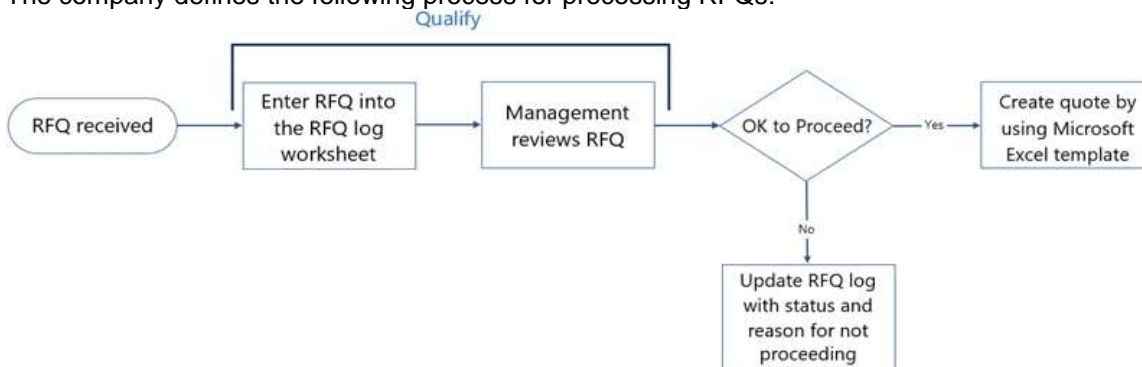 The company defines the following process for processing RFQs:
Qualify
RFQ received
Enter RFQ into
the RFQ log
worksheet
Management
reviews RFQ
OK to Proceed?
Yes
Create quote by
using Microsoft
Excel template
No
Update RFQ log
with status and
reason for not
proceeding